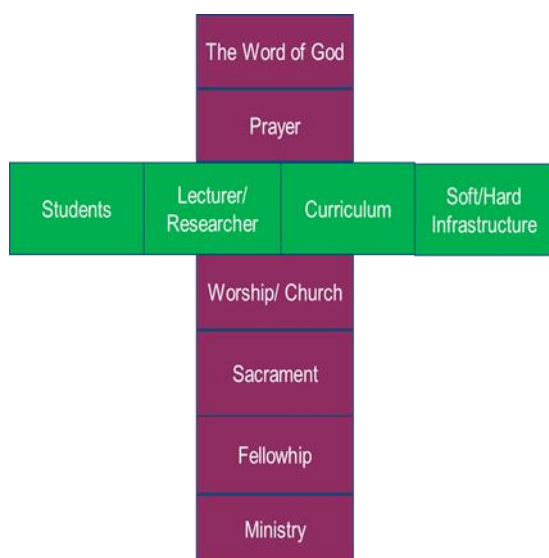 The Word of God
Prayer
Students
Lecturer/
Researcher
Curriculum
Soft/Hard
Infrastructure
Worship/ Church
Sacrament
Fellowhip
Ministry